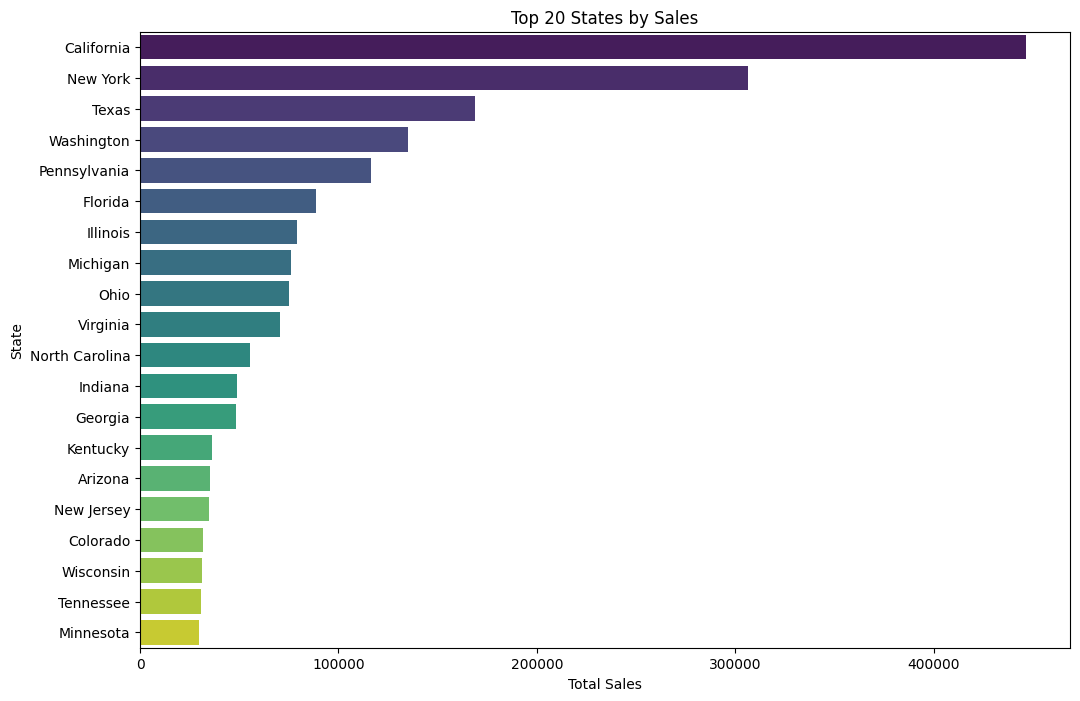 Top 20 States by Sales
State
California
New York
Texas
Washington
Pennsylvania
Florida
Illinois
Michigan
Ohio
Virginia
North Carolina
Indiana
Georgia
Kentucky
Arizona
New Jersey
Colorado
Wisconsin
Tennessee
Minnesota
0 100000 200000 300000 400000
Total Sales